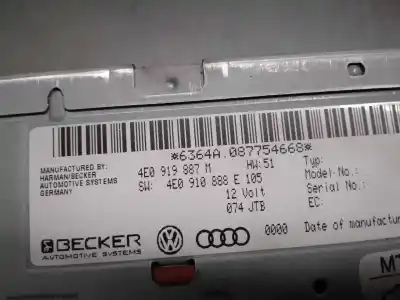 *6364A.087754668*
MANUFACTURED BY:
HARMAN/BECKER
AUTOMOTIVE SYSTEMS
GERMANY
4E0 919 887 M HW:51
SW: 4E0 910 888 E 105
12 Volt
074 JTB
Typ:
Model-No.:
Serial-No.:
EC:
BECKER
AUTOMOTIVE SYSTEMS
0000 Date of manufactur